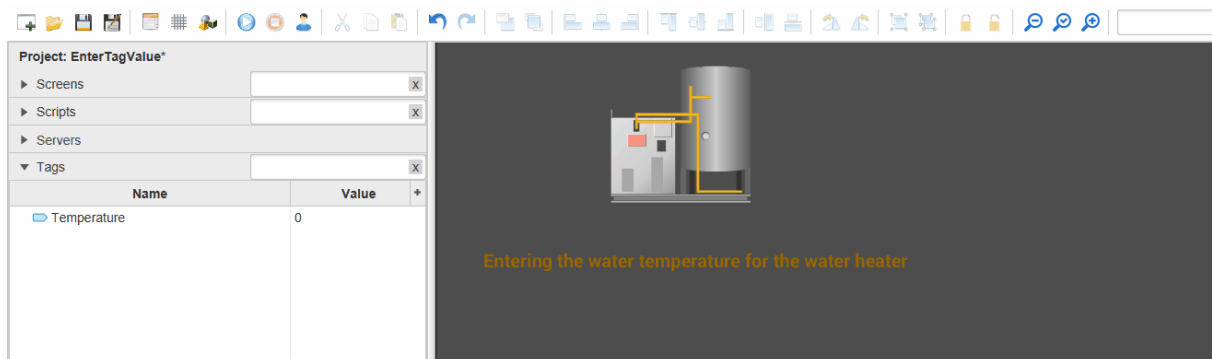 Project: EnterTagValue*
Screens
x
Scripts
x
Servers
Tags
x
Name Value +
Temperature 0
Entering the water temperature for the water heater